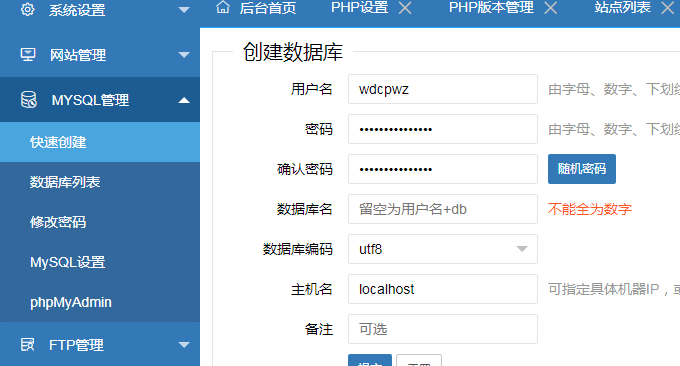 系统设置
网站管理
MYSQL管理
快速创建
数据库列表
修改密码
MySQL设置
phpMyAdmin
FTP管理
后台首页 PHP设置 PHP版本管理 站点列表
创建数据库
用户名 wdcpwz 由字母、数字、下划线
密码 ••••••••••••••• 由字母、数字、下划线
确认密码 ••••••••••••••• 随机密码
数据库名 留空为用户名+db 不能全为数字
数据库编码 utf8
主机名 localhost 可指定具体机器IP，或
备注 可选